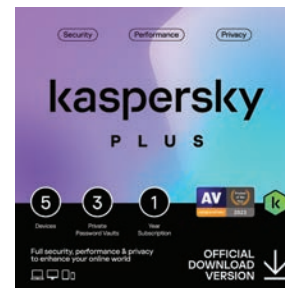 Security Performance Privacy
kaspersky
PLUS
5 3 1
Devices Private Password Vaults Year Subscription
AV
2023
k
Full security, performance & privacy
to enhance your online world
OFFICIAL
DOWNLOAD
VERSION